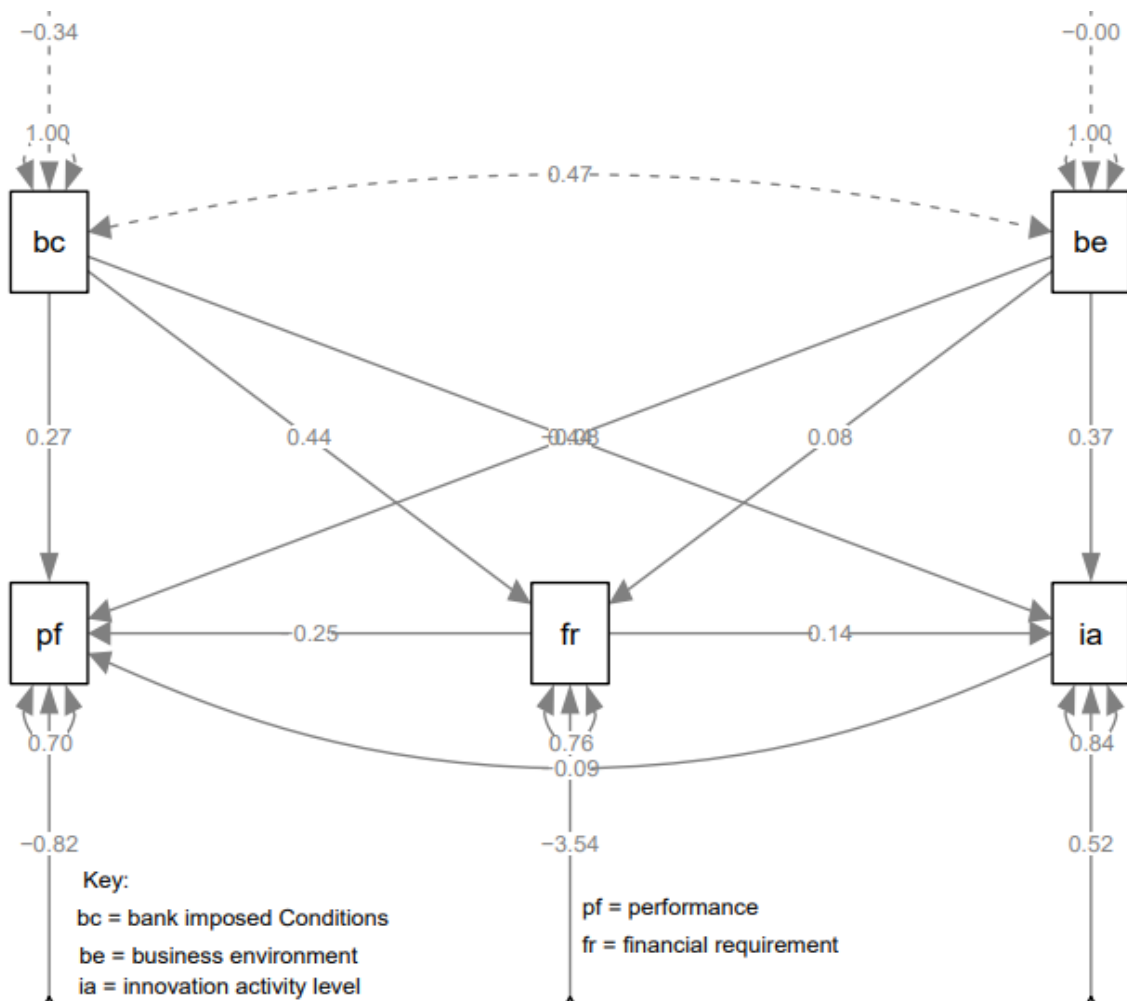 −0.34
−0.00
1.00
1.00
0.47
bc
be
0.27
0.44
0.08
0.37
pf
fr
ia
0.25
0.14
0.70
0.76
0.84
0.09
−0.82
−3.54
0.52
Key:
bc = bank imposed Conditions
be = business environment
ia = innovation activity level
pf = performance
fr = financial requirement